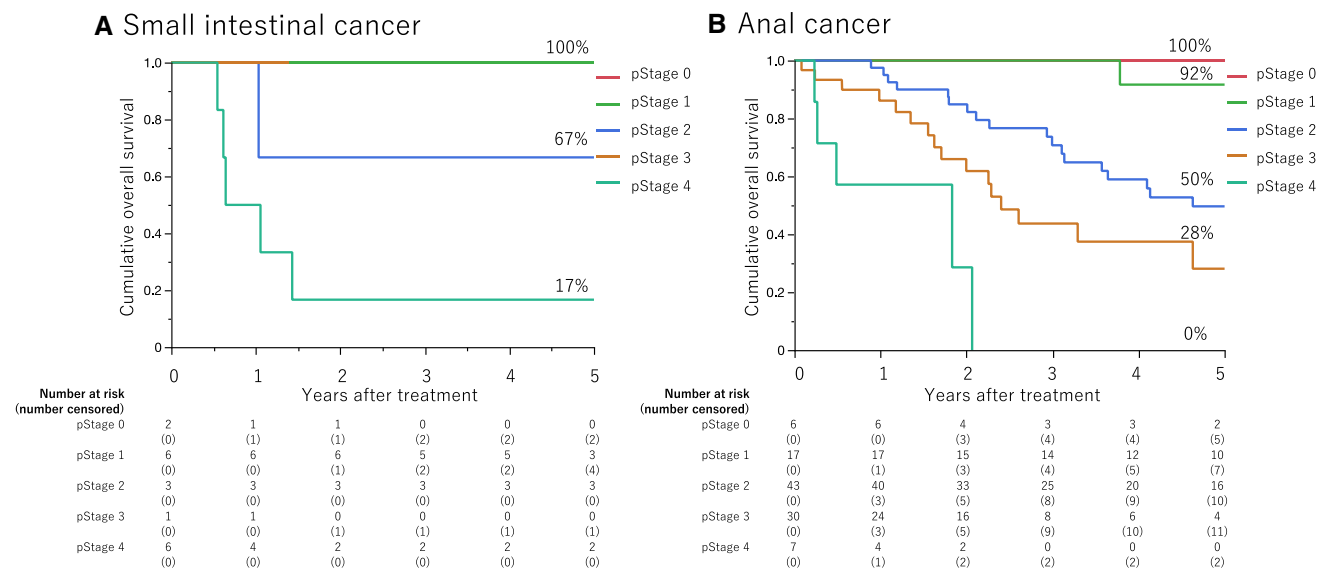 A Small intestinal cancer
Cumulative overall survival
1.0
0.8
0.6
0.4
0.2
0
100%
67%
17%
pStage 0
pStage 1
pStage 2
pStage 3
pStage 4
0 1 2 3 4 5
Years after treatment
Number at risk
(number censored)
pStage 0 2 1 1 0 0 0
(0) (1) (1) (2) (2) (2)
pStage 1 6 6 6 5 5 3
(0) (0) (1) (2) (2) (4)
pStage 2 3 3 3 3 3 3
(0) (0) (0) (0) (0) (0)
pStage 3 1 1 0 0 0 0
(0) (0) (1) (1) (1) (1)
pStage 4 6 4 2 2 2 2
(0) (0) (0) (0) (0) (0)
B Anal cancer
Cumulative overall survival
1.0
0.8
0.6
0.4
0.2
0
100%
92%
50%
28%
0%
pStage 0
pStage 1
pStage 2
pStage 3
pStage 4
0 1 2 3 4 5
Years after treatment
Number at risk
(number censored)
pStage 0 6 6 4 3 3 2
(0) (0) (3) (4) (4) (5)
pStage 1 17 17 15 14 12 10
(0) (1) (3) (4) (5) (7)
pStage 2 43 40 33 25 20 16
(0) (3) (5) (8) (9) (10)
pStage 3 30 24 16 8 6 4
(0) (3) (5) (9) (10) (11)
pStage 4 7 4 2 0 0 0
(0) (1) (2) (2) (2) (2)